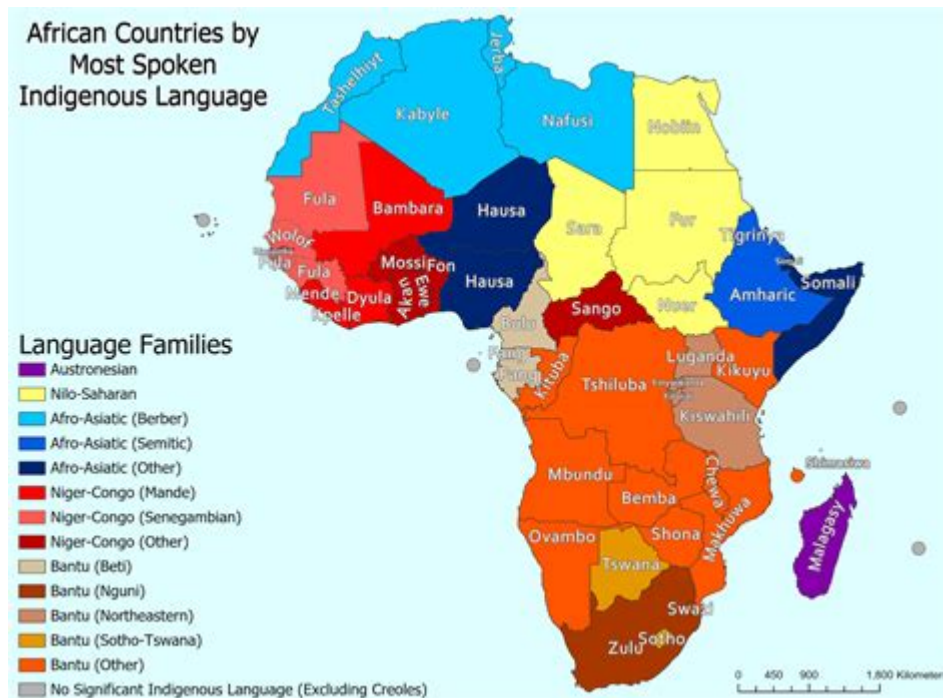 African Countries by
Most Spoken
Indigenous Language
Tashelhiyt
Kabyle
Jerba
Nafusi
Nobiin
Fula
Bambara
Hausa
Sara
Fur
Tigrinya
Wolof
Fula
Fula
Mossi
Fon
Hausa
Amharic
Somali
Mende
Dyula
Akan
Ewe
Kpelle
Sango
Nuer
Bulu
Fang
Fang
Kituba
Tshiluba
Luganda
Kikuyu
Kiswahili
Shimasiwa
Mbundu
Bemba
Chewa
Makhuwa
Malagasy
Ovambo
Shona
Tswana
Swazi
Zulu
Sotho
Language Families
Austronesian
Nilo-Saharan
Afro-Asiatic (Berber)
Afro-Asiatic (Semitic)
Afro-Asiatic (Other)
Niger-Congo (Mande)
Niger-Congo (Senegambian)
Niger-Congo (Other)
Bantu (Beti)
Bantu (Nguni)
Bantu (Northeastern)
Bantu (Sotho-Tswana)
Bantu (Other)
No Significant Indigenous Language (Excluding Creoles)
0 450 900 1,800 Kilometers